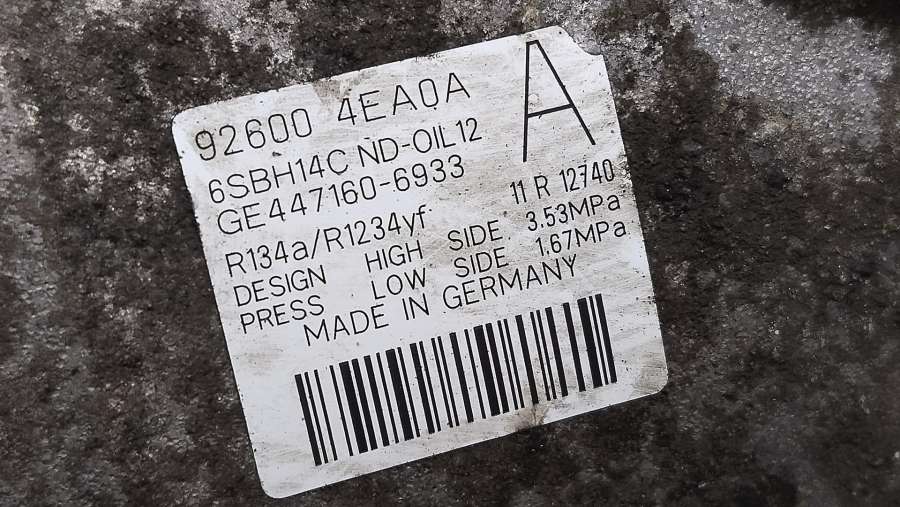 92600 4EA0A
A
6SBH14C ND-OIL12
GE447160-6933
11 R 12740
R134a/R1234yf
DESIGN HIGH SIDE 3.53MPa
PRESS LOW SIDE 1.67MPa
MADE IN GERMANY